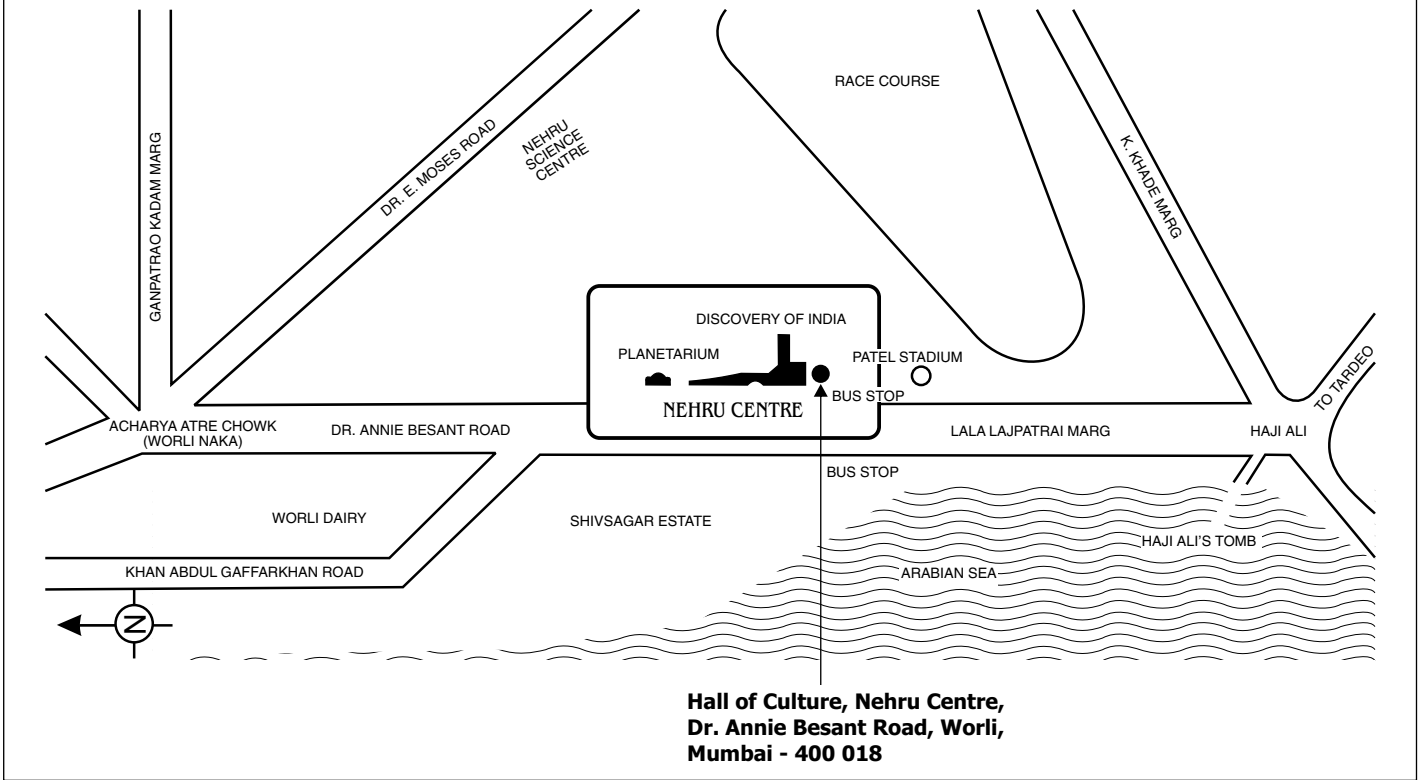 RACE COURSE
GANPATRAO KADAM MARG
DR. E. MOSES ROAD
NEHRU
SCIENCE
CENTRE
K. KHADE MARG
DISCOVERY OF INDIA
PLANETARIUM
PATEL STADIUM
TO TARDEO
BUS STOP
NEHRU CENTRE
ACHARYA ATRE CHOWK
(WORLI NAKA)
DR. ANNIE BESANT ROAD
LALA LAJPATRAI MARG
HAJI ALI
BUS STOP
WORLI DAIRY
SHIVSAGAR ESTATE
HAJI ALI'S TOMB
KHAN ABDUL GAFFARKHAN ROAD
ARABIAN SEA
N
Hall of Culture, Nehru Centre,
Dr. Annie Besant Road, Worli,
Mumbai - 400 018